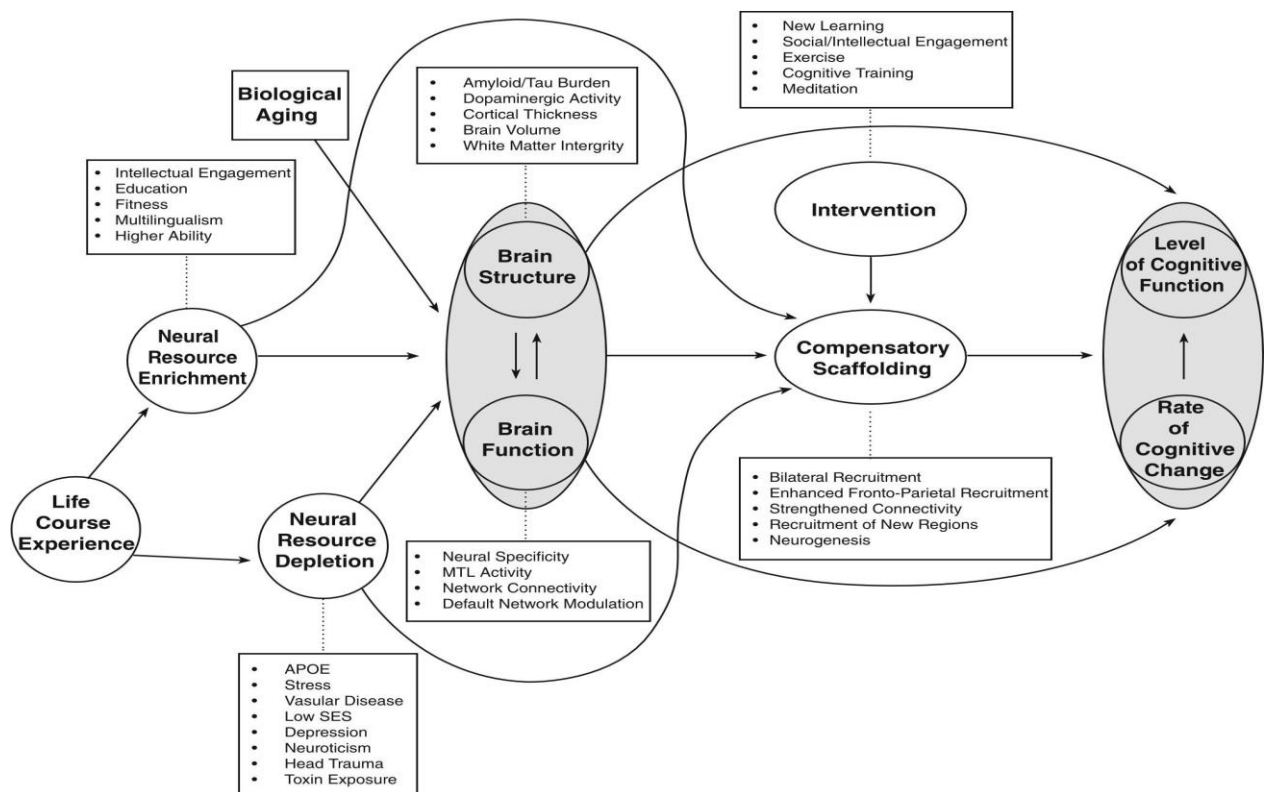 • New Learning
• Social/Intellectual Engagement
• Exercise
• Cognitive Training
• Meditation
Biological
Aging
• Amyloid/Tau Burden
• Dopaminergic Activity
• Cortical Thickness
• Brain Volume
• White Matter Intergrity
• Intellectual Engagement
• Education
• Fitness
• Multilingualism
• Higher Ability
Intervention
Brain
Structure
Level
of Cognitive
Function
Neural
Resource
Enrichment
Compensatory
Scaffolding
Brain
Function
Rate
of
Cognitive
Change
Life
Course
Experience
Neural
Resource
Depletion
• Bilateral Recruitment
• Enhanced Fronto-Parietal Recruitment
• Strengthened Connectivity
• Recruitment of New Regions
• Neurogenesis
• Neural Specificity
• MTL Activity
• Network Connectivity
• Default Network Modulation
• APOE
• Stress
• Vasular Disease
• Low SES
• Depression
• Neuroticism
• Head Trauma
• Toxin Exposure